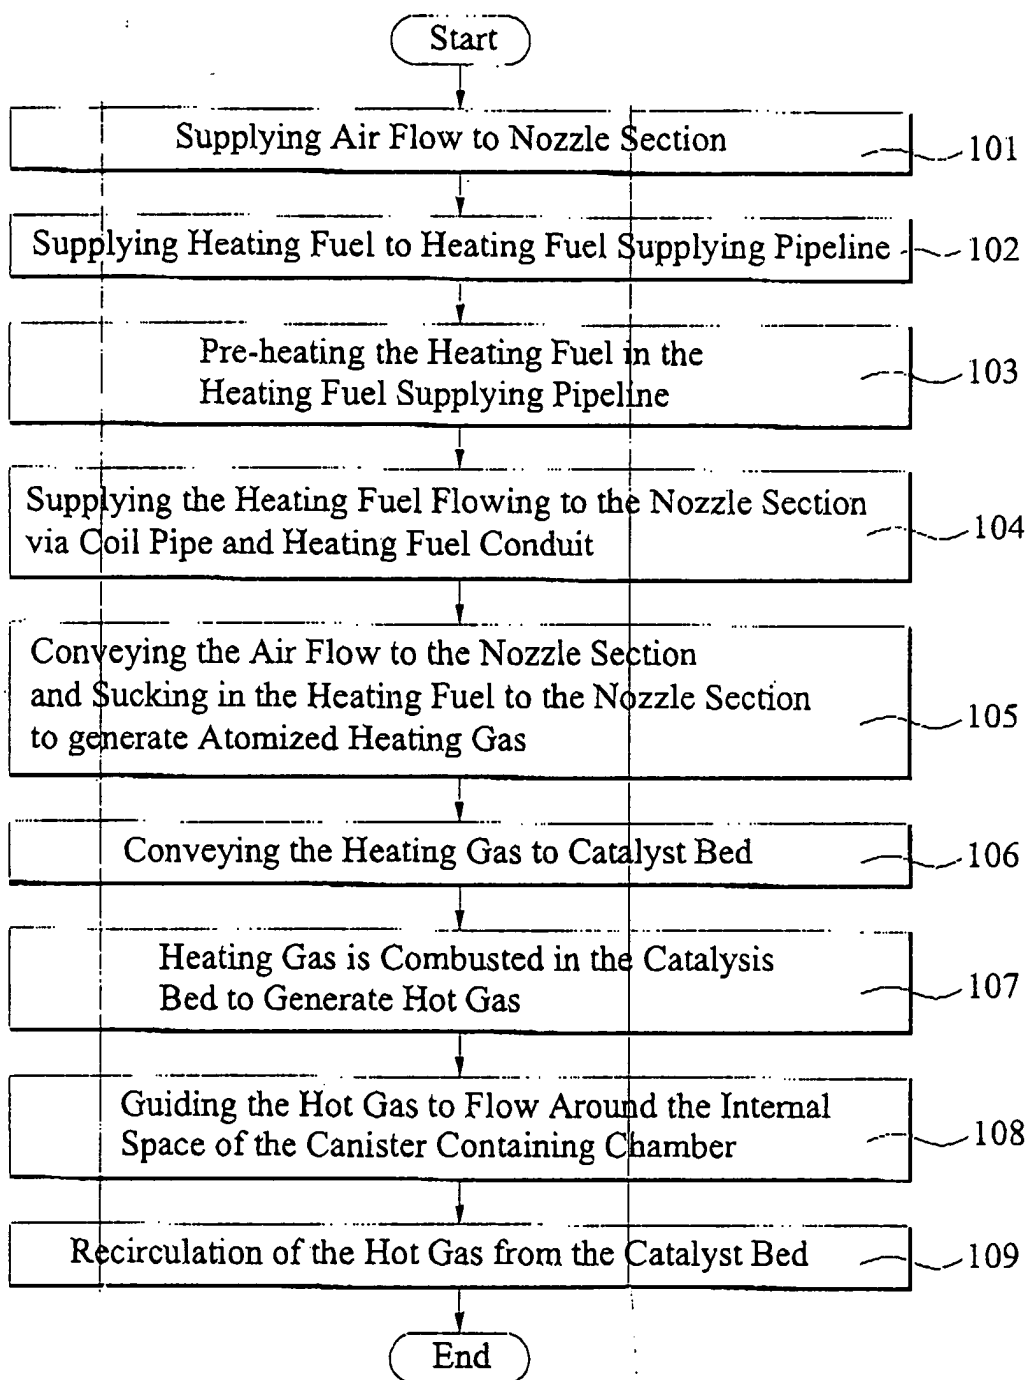 Start
Supplying Air Flow to Nozzle Section
101
Supplying Heating Fuel to Heating Fuel Supplying Pipeline
102
Pre-heating the Heating Fuel in the
Heating Fuel Supplying Pipeline
103
Supplying the Heating Fuel Flowing to the Nozzle Section
via Coil Pipe and Heating Fuel Conduit
104
Conveying the Air Flow to the Nozzle Section
and Sucking in the Heating Fuel to the Nozzle Section
to generate Atomized Heating Gas
105
Conveying the Heating Gas to Catalyst Bed
106
Heating Gas is Combusted in the Catalysis
Bed to Generate Hot Gas
107
Guiding the Hot Gas to Flow Around the Internal
Space of the Canister Containing Chamber
108
Recirculation of the Hot Gas from the Catalyst Bed
109
End